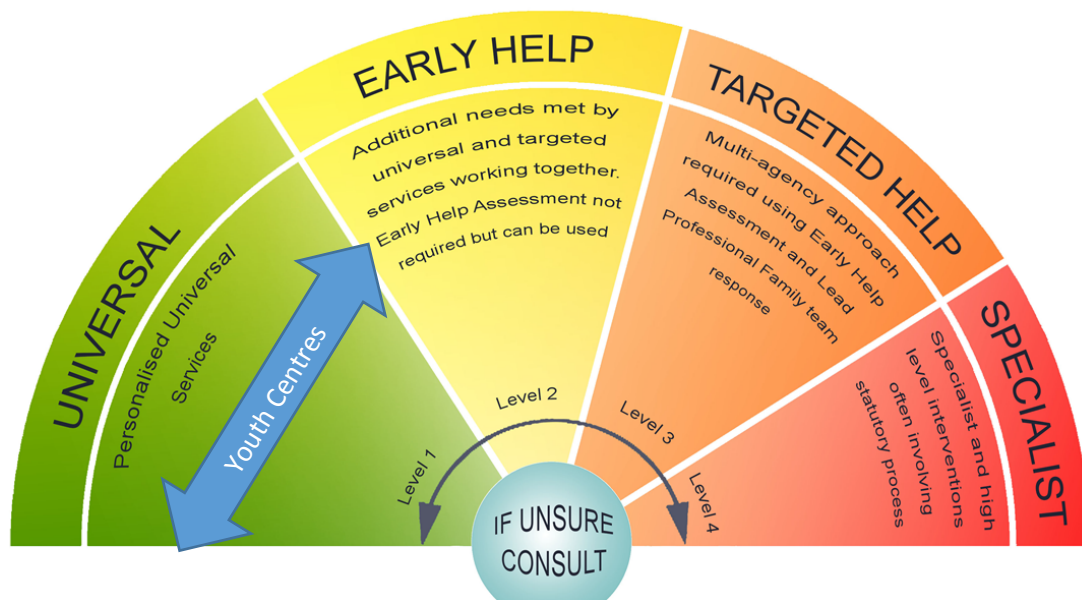 UNIVERSAL
Personalised Universal
Services
Youth Centres
Level 1
EARLY HELP
Additional needs met by
universal and targeted
services working together.
Early Help Assessment not
required but can be used
Level 2
TARGETED HELP
Multi-agency approach
required using Early Help
Assessment and Lead
Professional Family team
response
Level 3
SPECIALIST
Specialist and high
level interventions
often involving
statutory process
Level 4
IF UNSURE
CONSULT